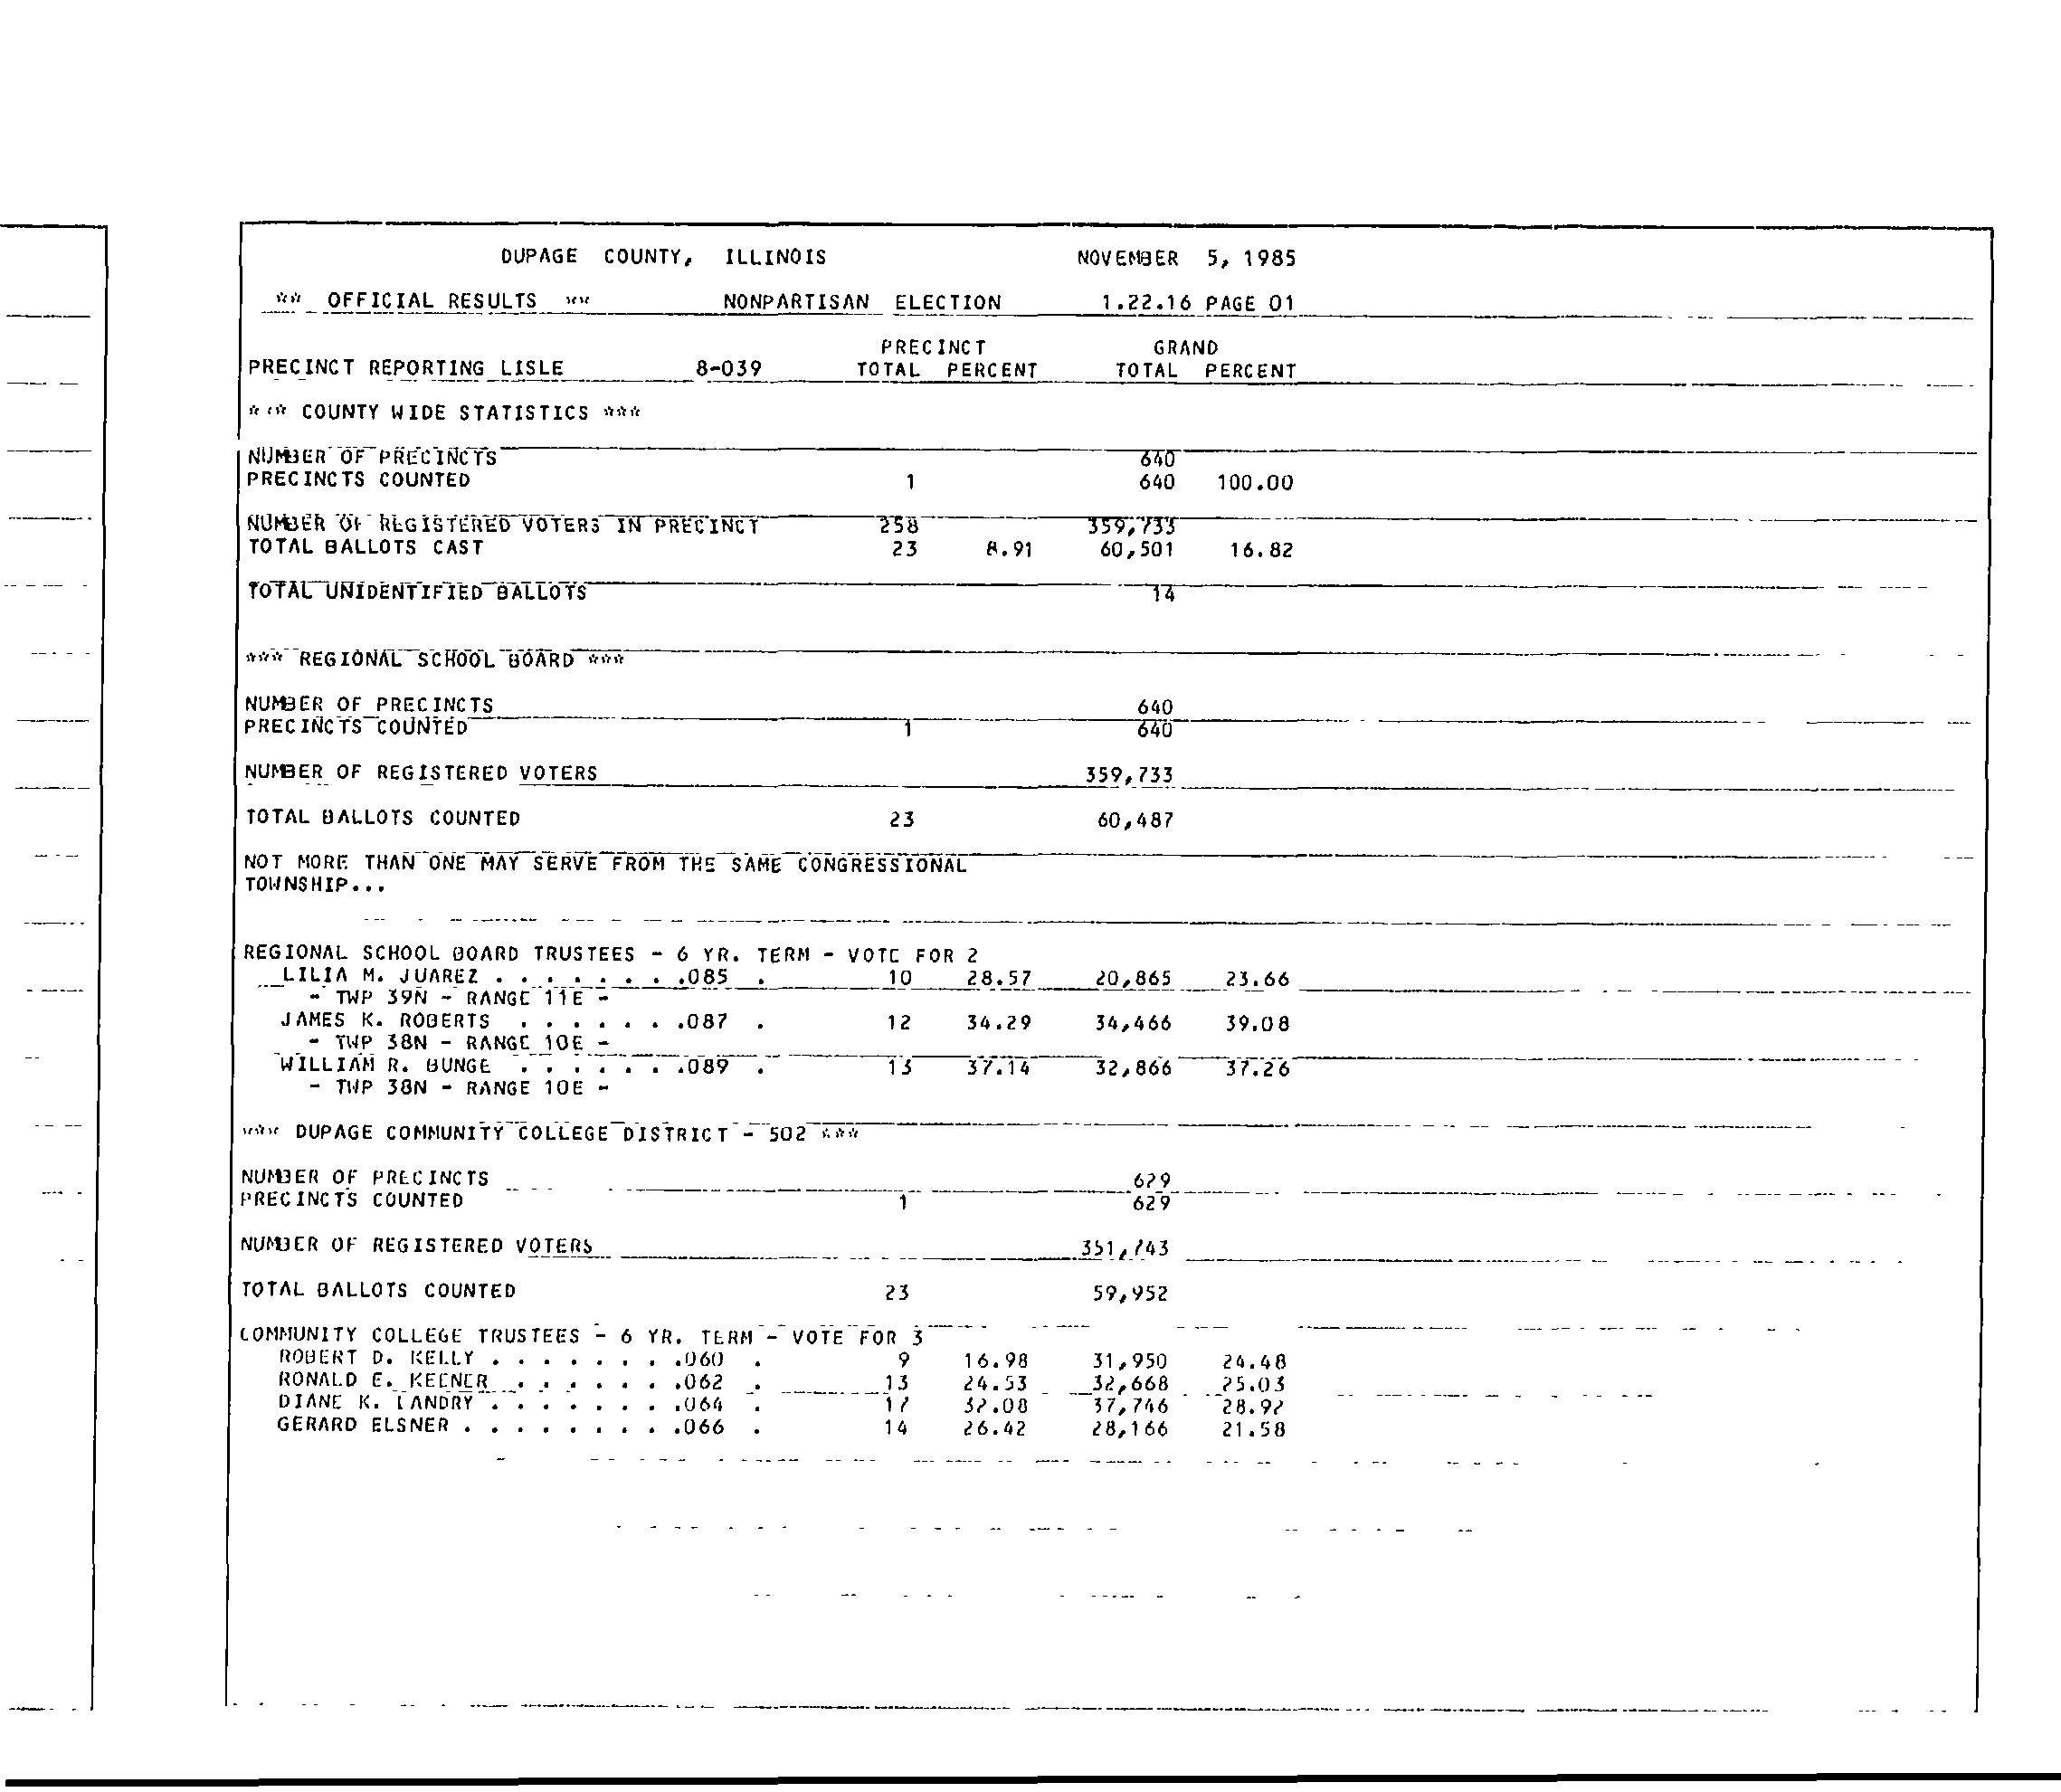 DUPAGE COUNTY, ILLINOIS NOVEMBER 5, 1985
** OFFICIAL RESULTS ** NONPARTISAN ELECTION 1.22.16 PAGE 01
PRECINCT GRAND
PRECINCT REPORTING LISLE 8-039 TOTAL PERCENT TOTAL PERCENT
*** COUNTY WIDE STATISTICS ***
NUMBER OF PRECINCTS 640
PRECINCTS COUNTED 1 640 100.00
NUMBER OF REGISTERED VOTERS IN PRECINCT 258 359,733
TOTAL BALLOTS CAST 23 8.91 60,501 16.82
TOTAL UNIDENTIFIED BALLOTS 14
*** REGIONAL SCHOOL BOARD ***
NUMBER OF PRECINCTS 640
PRECINCTS COUNTED 1 640
NUMBER OF REGISTERED VOTERS 359,733
TOTAL BALLOTS COUNTED 23 60,487
NOT MORE THAN ONE MAY SERVE FROM THE SAME CONGRESSIONAL
TOWNSHIP...
REGIONAL SCHOOL BOARD TRUSTEES - 6 YR. TERM - VOTE FOR 2
LILIA M. JUAREZ . . . . . . . .085 . 10 28.57 20,865 23.66
- TWP 39N - RANGE 11E -
JAMES K. ROBERTS . . . . . . .087 . 12 34.29 34,466 39.08
- TWP 38N - RANGE 10E -
WILLIAM R. BUNGE . . . . . . .089 . 13 37.14 32,866 37.26
- TWP 38N - RANGE 10E -
*** DUPAGE COMMUNITY COLLEGE DISTRICT - 502 ***
NUMBER OF PRECINCTS 629
PRECINCTS COUNTED 1 629
NUMBER OF REGISTERED VOTERS 351,743
TOTAL BALLOTS COUNTED 23 59,952
COMMUNITY COLLEGE TRUSTEES - 6 YR. TERM - VOTE FOR 3
ROBERT D. KELLY . . . . . . . .060 . 9 16.98 31,950 24.48
RONALD E. KEENER . . . . . . .062 . 13 24.53 32,668 25.03
DIANE K. LANDRY . . . . . . . .064 . 17 32.08 37,746 28.92
GERARD ELSNER . . . . . . . . .066 . 14 26.42 28,166 21.58